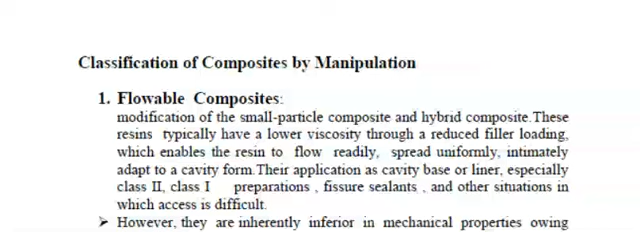 Classification of Composites by Manipulation
1. Flowable Composites:
modification of the small-particle composite and hybrid composite.These
resins typically have a lower viscosity through a reduced filler loading,
which enables the resin to flow readily, spread uniformly, intimately
adapt to a cavity form.Their application as cavity base or liner, especially
class II, class I preparations , fissure sealants , and other situations in
which access is difficult.
➢ However, they are inherently inferior in mechanical properties owing